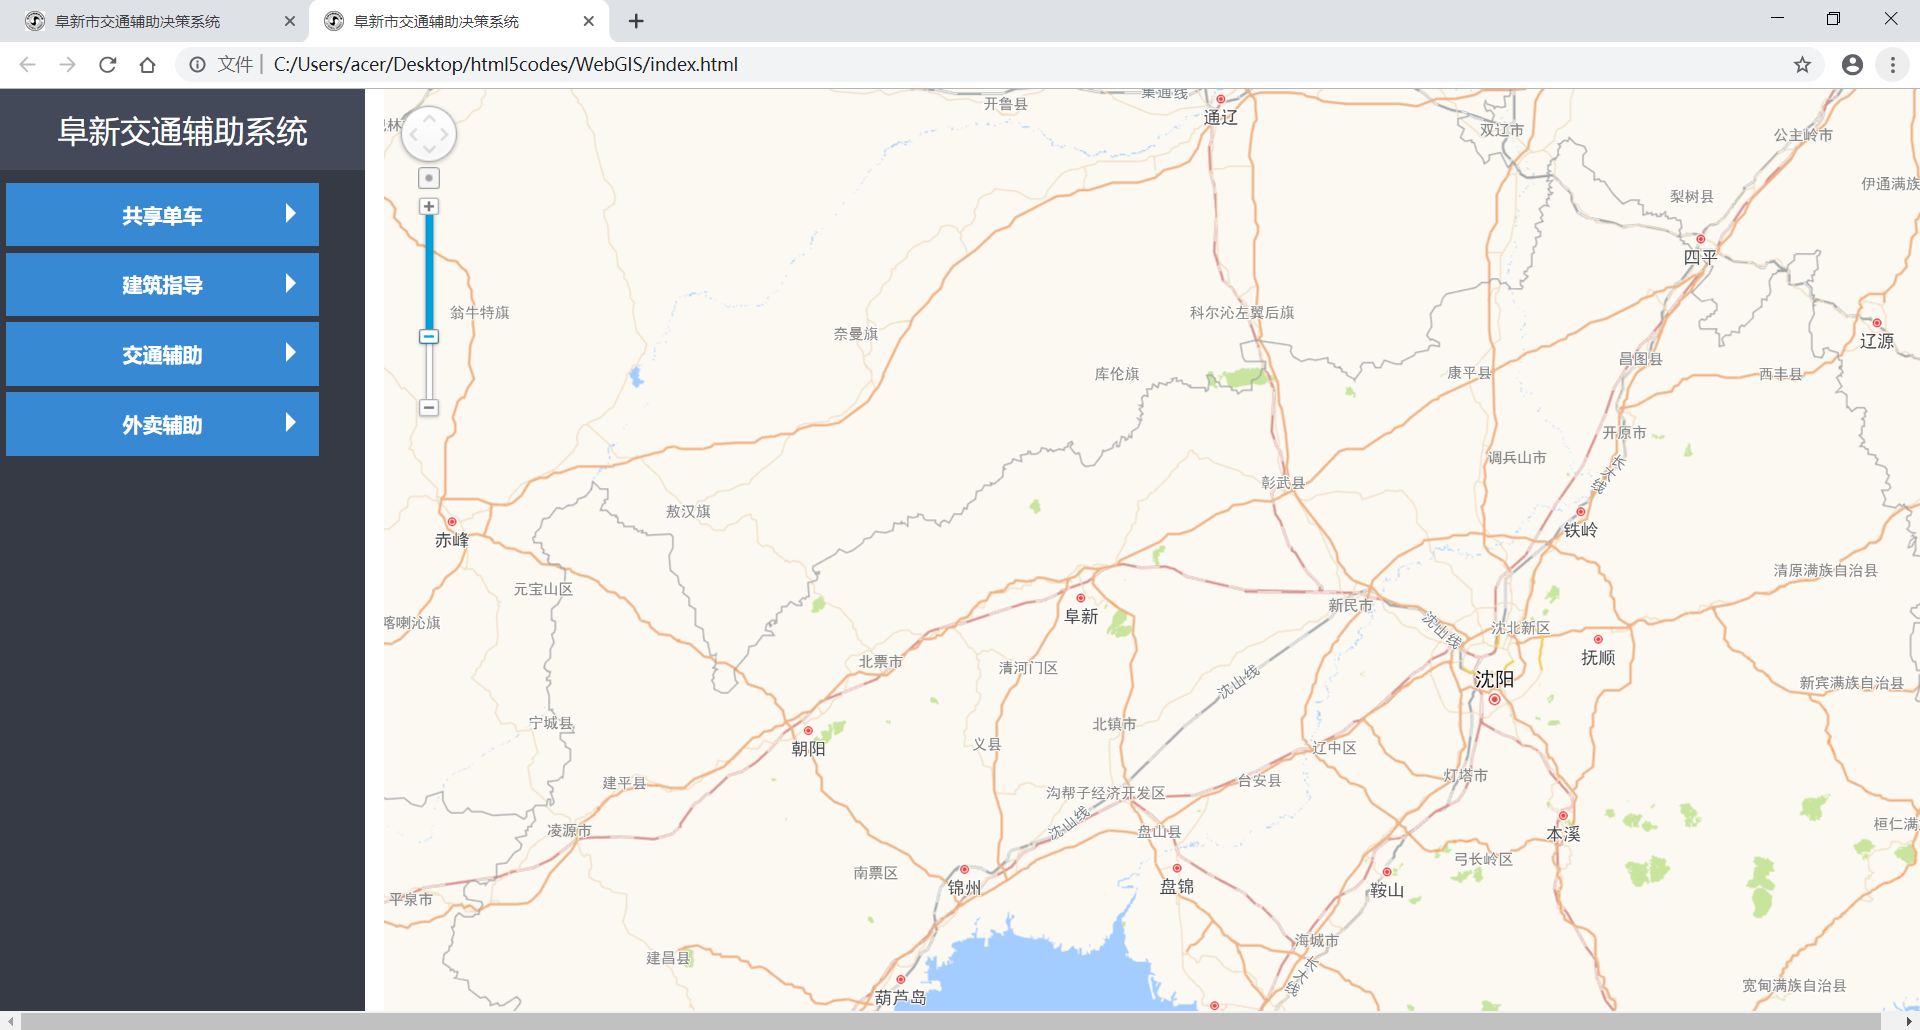 阜新市交通辅助决策系统
阜新市交通辅助决策系统
文件 | C:/Users/acer/Desktop/html5codes/WebGIS/index.html
阜新交通辅助系统
共享单车
建筑指导
交通辅助
外卖辅助
开鲁县
集通线
通辽
双辽市
公主岭市
伊通满族
梨树县
四平
翁牛特旗
奈曼旗
科尔沁左翼后旗
辽源
昌图县
库伦旗
康平县
西丰县
开原市
调兵山市
长大线
彰武县
敖汉旗
铁岭
赤峰
元宝山区
清原满族自治县
新民市
阜新
喀喇沁旗
沈山线
沈北新区
抚顺
北票市
清河门区
沈山线
沈阳
新宾满族自治县
宁城县
北镇市
朝阳
义县
辽中区
建平县
台安县
灯塔市
沟帮子经济开发区
沈山线
凌源市
盘山县
本溪
桓仁满
弓长岭区
南票区
锦州
盘锦
鞍山
平泉市
海城市
建昌县
长大线
宽甸满族自治县
葫芦岛